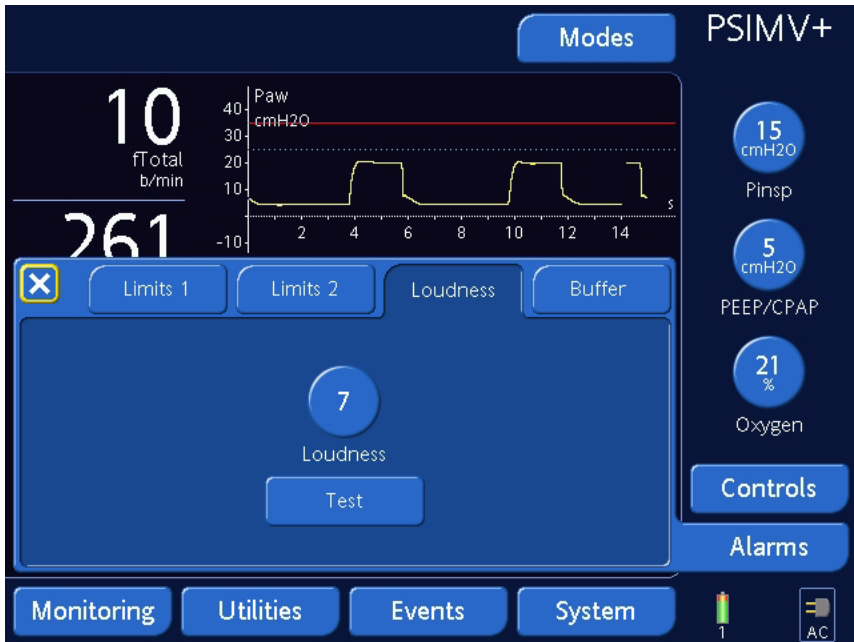 Modes
PSIMV+
10
fTotal
b/min
261
Paw
cmH2O
40
30
20
10
-10
2 4 6 8 10 12 14
s
15
cmH2O
Pinsp
5
cmH2O
PEEP/CPAP
21
%
Oxygen
Limits 1
Limits 2
Loudness
Buffer
7
Loudness
Test
Controls
Alarms
Monitoring
Utilities
Events
System
1
AC